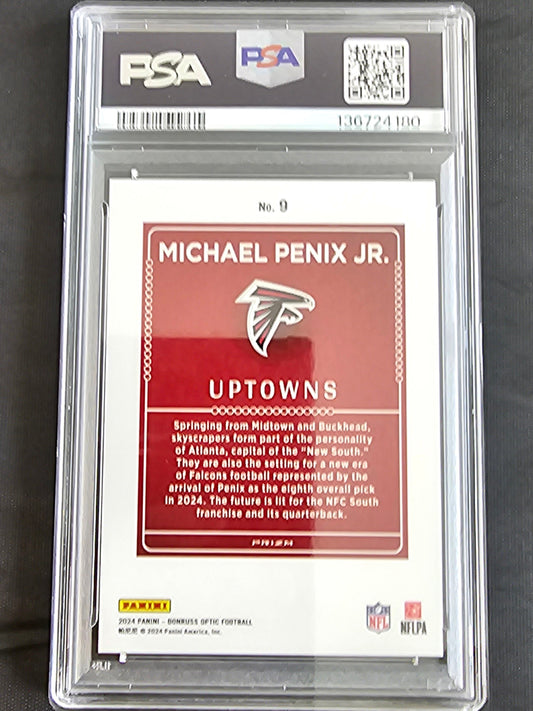 PSA
PSA
136724180
No. 9
MICHAEL PENIX JR.
UPTOWNS
Springing from Midtown and Buckhead,
skyscrapers form part of the personality
of Atlanta, capital of the "New South."
They are also the setting for a new era
of Falcons football represented by the
arrival of Penix as the eighth overall pick
in 2024. The future is lit for the NFC South
franchise and its quarterback.
PRIZM
PANINI
2024 PANINI - DONRUSS OPTIC FOOTBALL
© 2024 Panini America, Inc.
NFL
NFLPA